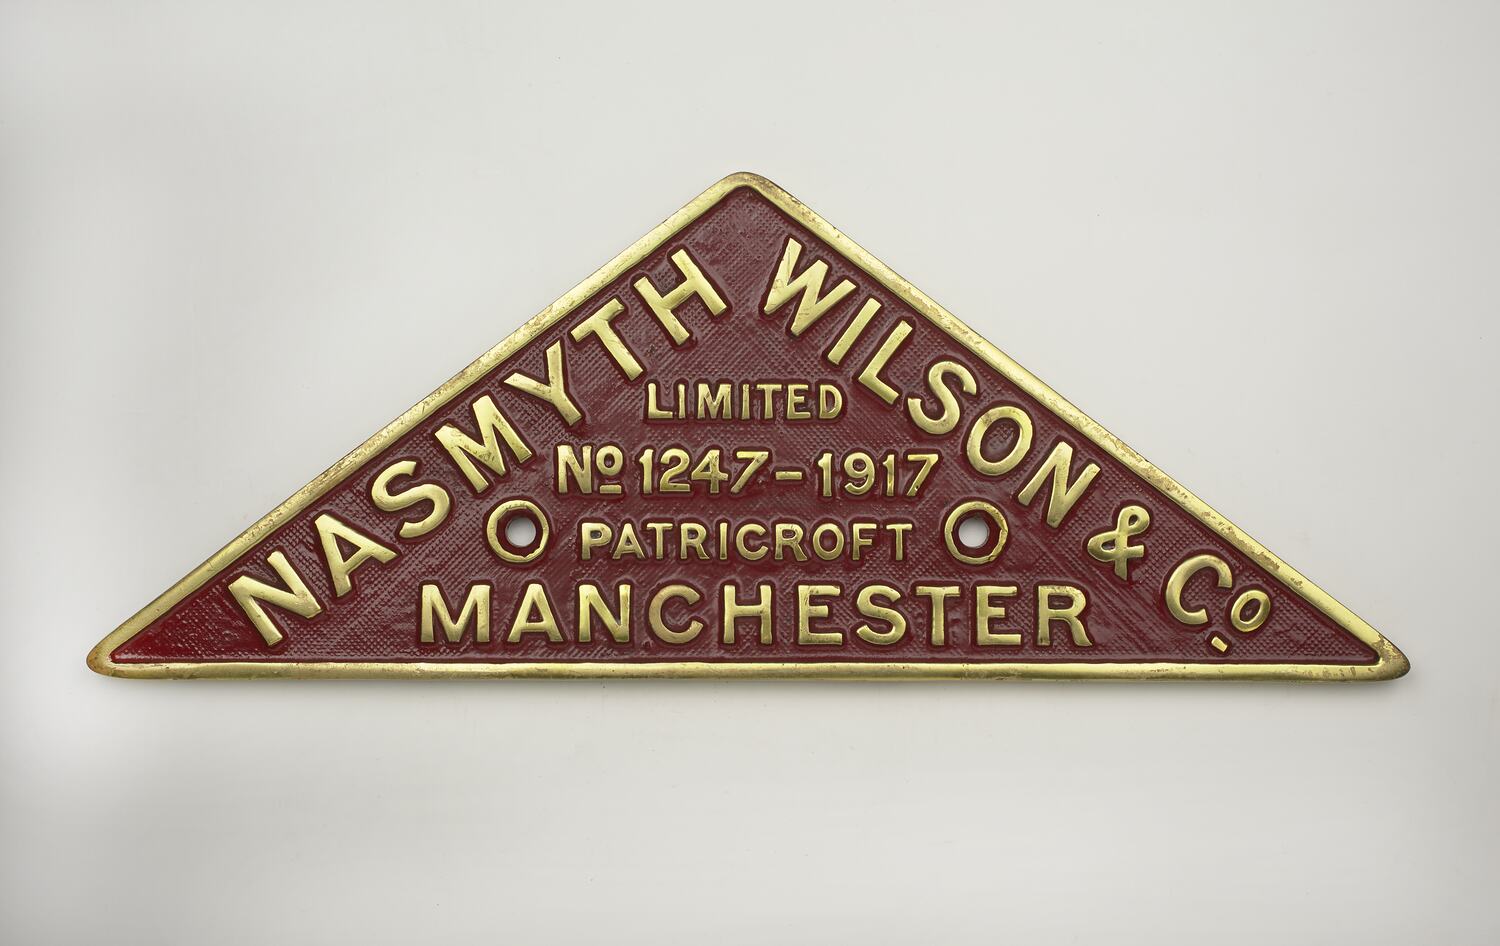 NASMYTH WILSON & Co
LIMITED
No 1247-1917
PATRICROFT
MANCHESTER